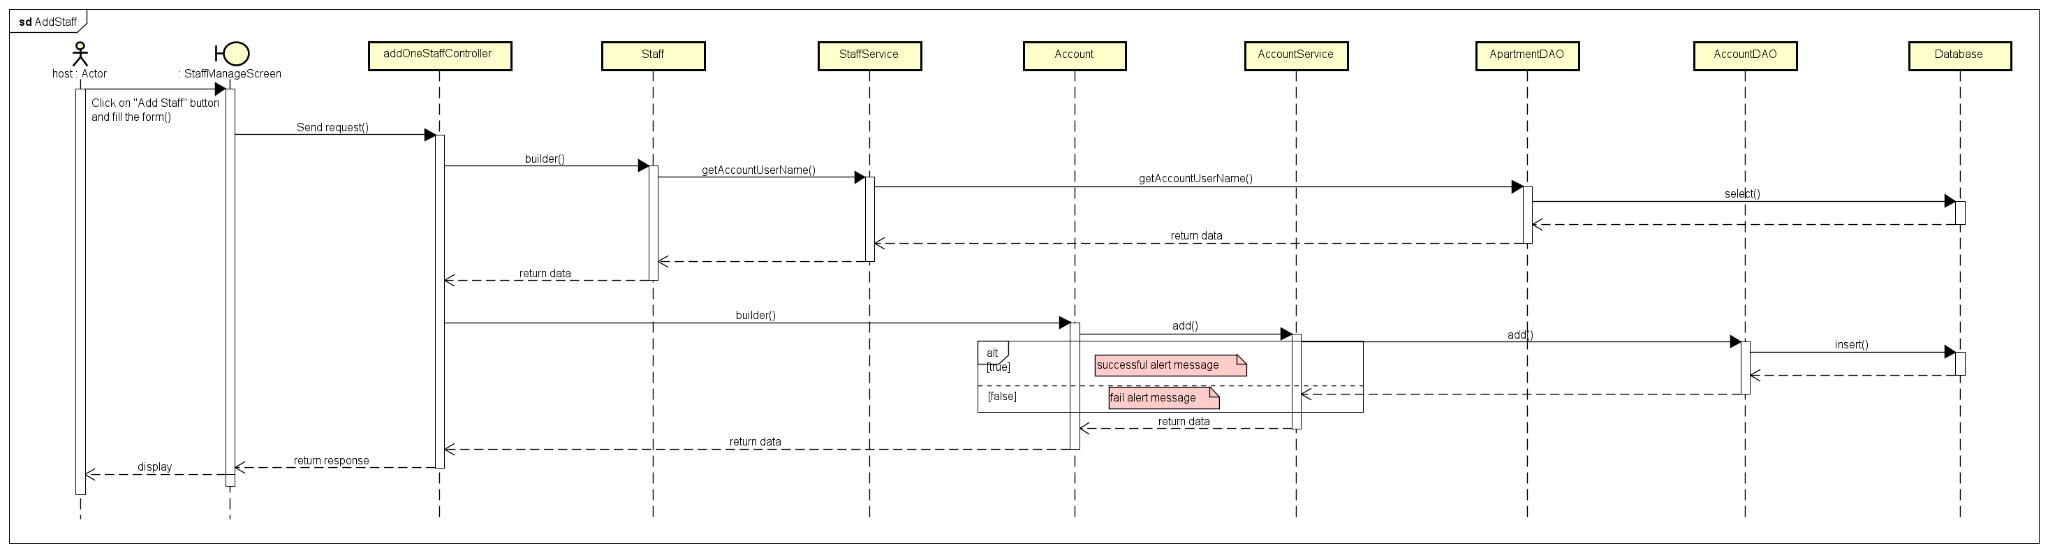 sd AddStaff
host : Actor
: StaffManageScreen
addOneStaffController
Staff
StaffService
Account
AccountService
ApartmentDAO
AccountDAO
Database
Click on "Add Staff" button
and fill the form()
Send request()
builder()
getAccountUserName()
getAccountUserName()
select()
return data
return data
builder()
add()
add()
insert()
alt
[true]
successful alert message
[false]
fail alert message
return data
return data
return response
display